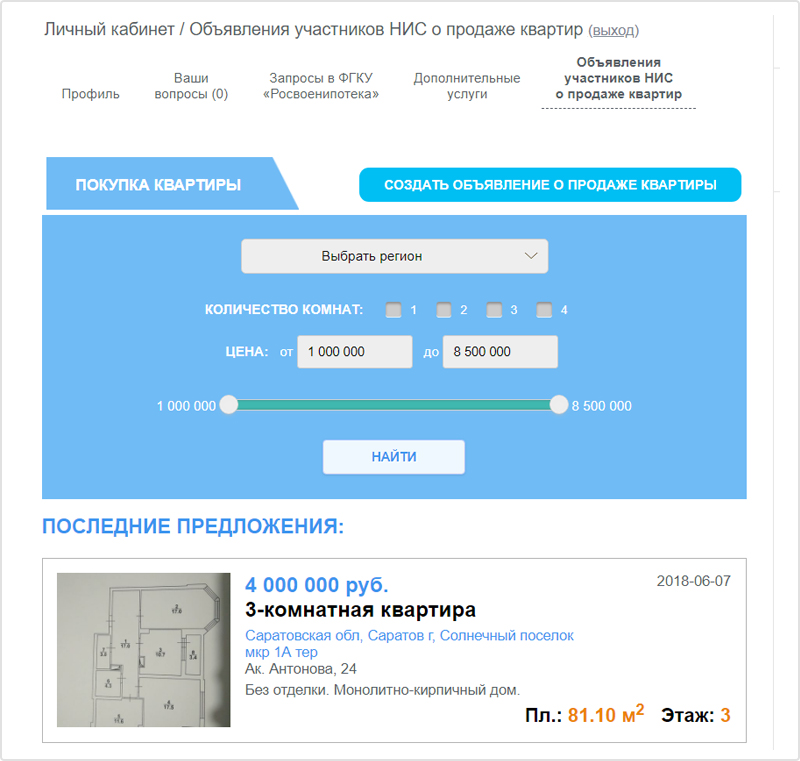 Личный кабинет / Объявления участников НИС о продаже квартир (выход)
Профиль
Ваши
вопросы (0)
Запросы в ФГКУ
«Росвоенипотека»
Дополнительные
услуги
Объявления
участников НИС
о продаже квартир
ПОКУПКА КВАРТИРЫ
СОЗДАТЬ ОБЪЯВЛЕНИЕ О ПРОДАЖЕ КВАРТИРЫ
Выбрать регион
КОЛИЧЕСТВО КОМНАТ: 1 2 3 4
ЦЕНА: от 1 000 000 до 8 500 000
1 000 000 8 500 000
НАЙТИ
ПОСЛЕДНИЕ ПРЕДЛОЖЕНИЯ:
4 000 000 руб.
2018-06-07
3-комнатная квартира
Саратовская обл, Саратов г, Солнечный поселок
мкр 1А тер
Ак. Антонова, 24
Без отделки. Монолитно-кирпичный дом.
Пл.: 81.10 м² Этаж: 3